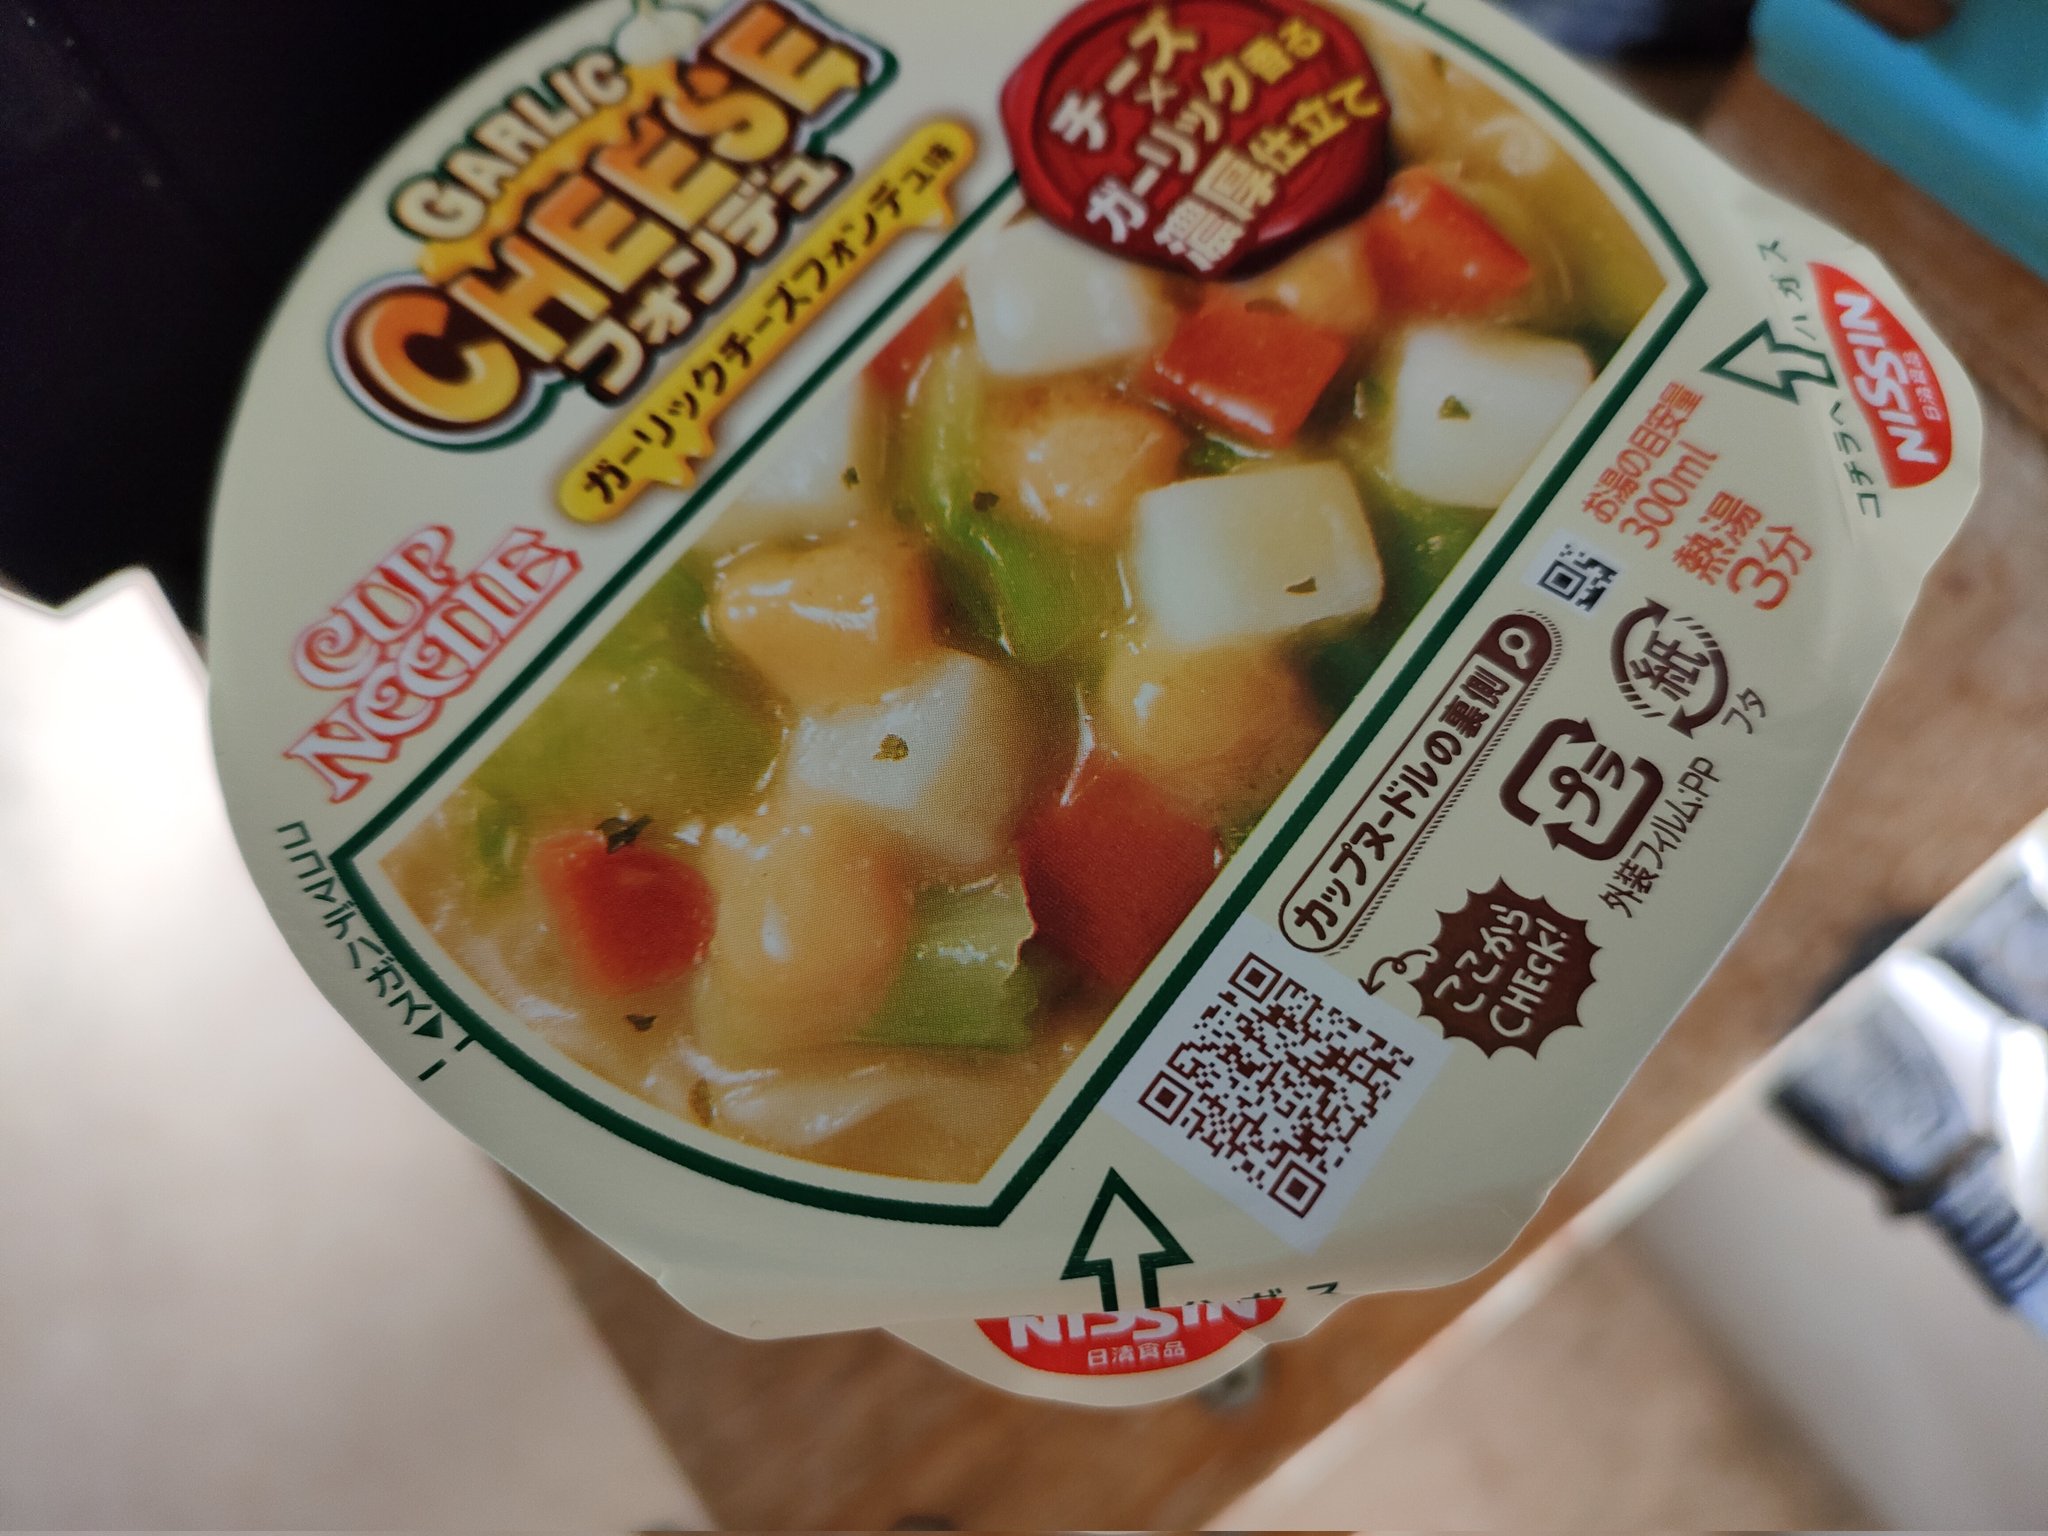 GARLIC
CHEESE
フォンデュ
ガーリックチーズフォンデュ味
チーズ
×
ガーリック香る
濃厚仕立て
CUP
NOODLE
ココマデハガス▼
ハガス
コチラヘ
NISSIN
日清食品
お湯の目安量
300ml
熱湯
3分
カップヌードルの裏側
紙
フタ
プラ
外装フィルム:PP
ここから
CHECK!
ハガス
NISSIN
日清食品